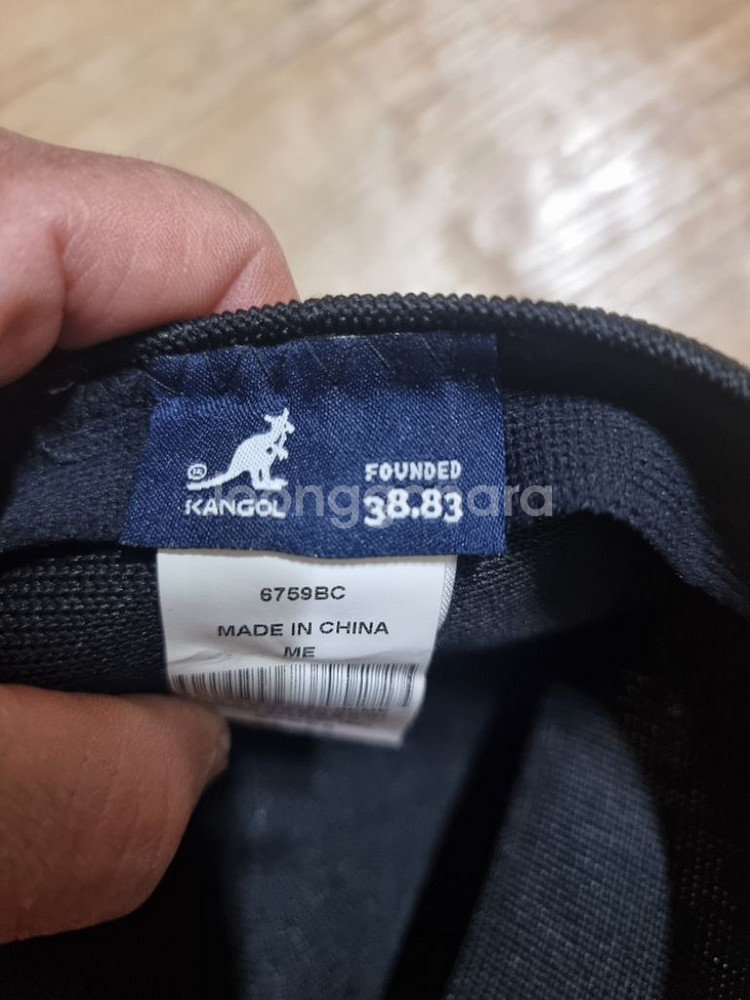 KANGOL
FOUNDED
38.83
6759BC
MADE IN CHINA
ME